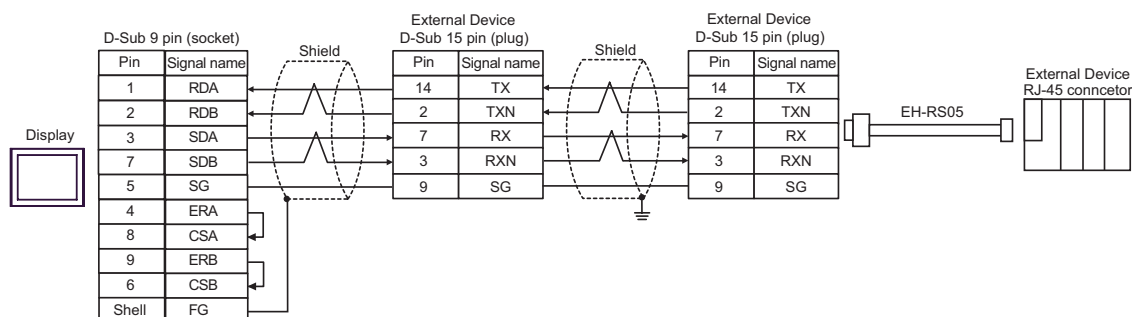 External Device
D-Sub 15 pin (plug)
External Device
D-Sub 15 pin (plug)
D-Sub 9 pin (socket)
Shield
Shield
Pin Signal name
Pin Signal name
Pin Signal name
External Device
RJ-45 conncetor
1 RDA
14 TX
14 TX
2 RDB
2 TXN
2 TXN
EH-RS05
Display
3 SDA
7 RX
7 RX
7 SDB
3 RXN
3 RXN
5 SG
9 SG
9 SG
4 ERA
8 CSA
9 ERB
6 CSB
Shell FG